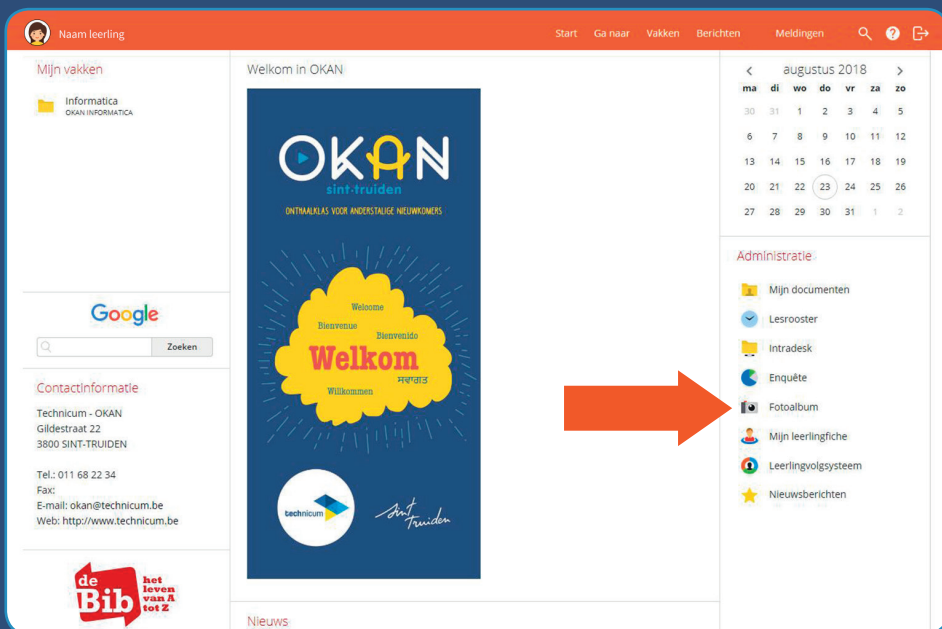 Naam leerling
Start Ga naar Vakken Berichten Meldingen
Mijn vakken
Informatica
OKAN INFORMATICA
Google
Zoeken
Contactinformatie
Technicum - OKAN
Gildestraat 22
3800 SINT-TRUIDEN
Tel.: 011 68 22 34
Fax:
E-mail: okan@technicum.be
Web: http://www.technicum.be
de
Bib
het
leven
van A
tot Z
Welkom in OKAN
OKAN
sint-truiden
ONTHAALKLAS VOOR ANDERSTALIGE NIEUWKOMERS
Welcome
Bienvenue
Bienvenido
Welkom
ਸਵਾਗਤ
Willkommen
technicum
Sint
Truiden
Nieuws
< augustus 2018 >
ma di wo do vr za zo
30 31 1 2 3 4 5
6 7 8 9 10 11 12
13 14 15 16 17 18 19
20 21 22 23 24 25 26
27 28 29 30 31 1 2
Administratie
Mijn documenten
Lesrooster
Intradesk
Enquête
Fotoalbum
Mijn leerlingfiche
Leerlingvolgsysteem
Nieuwsberichten